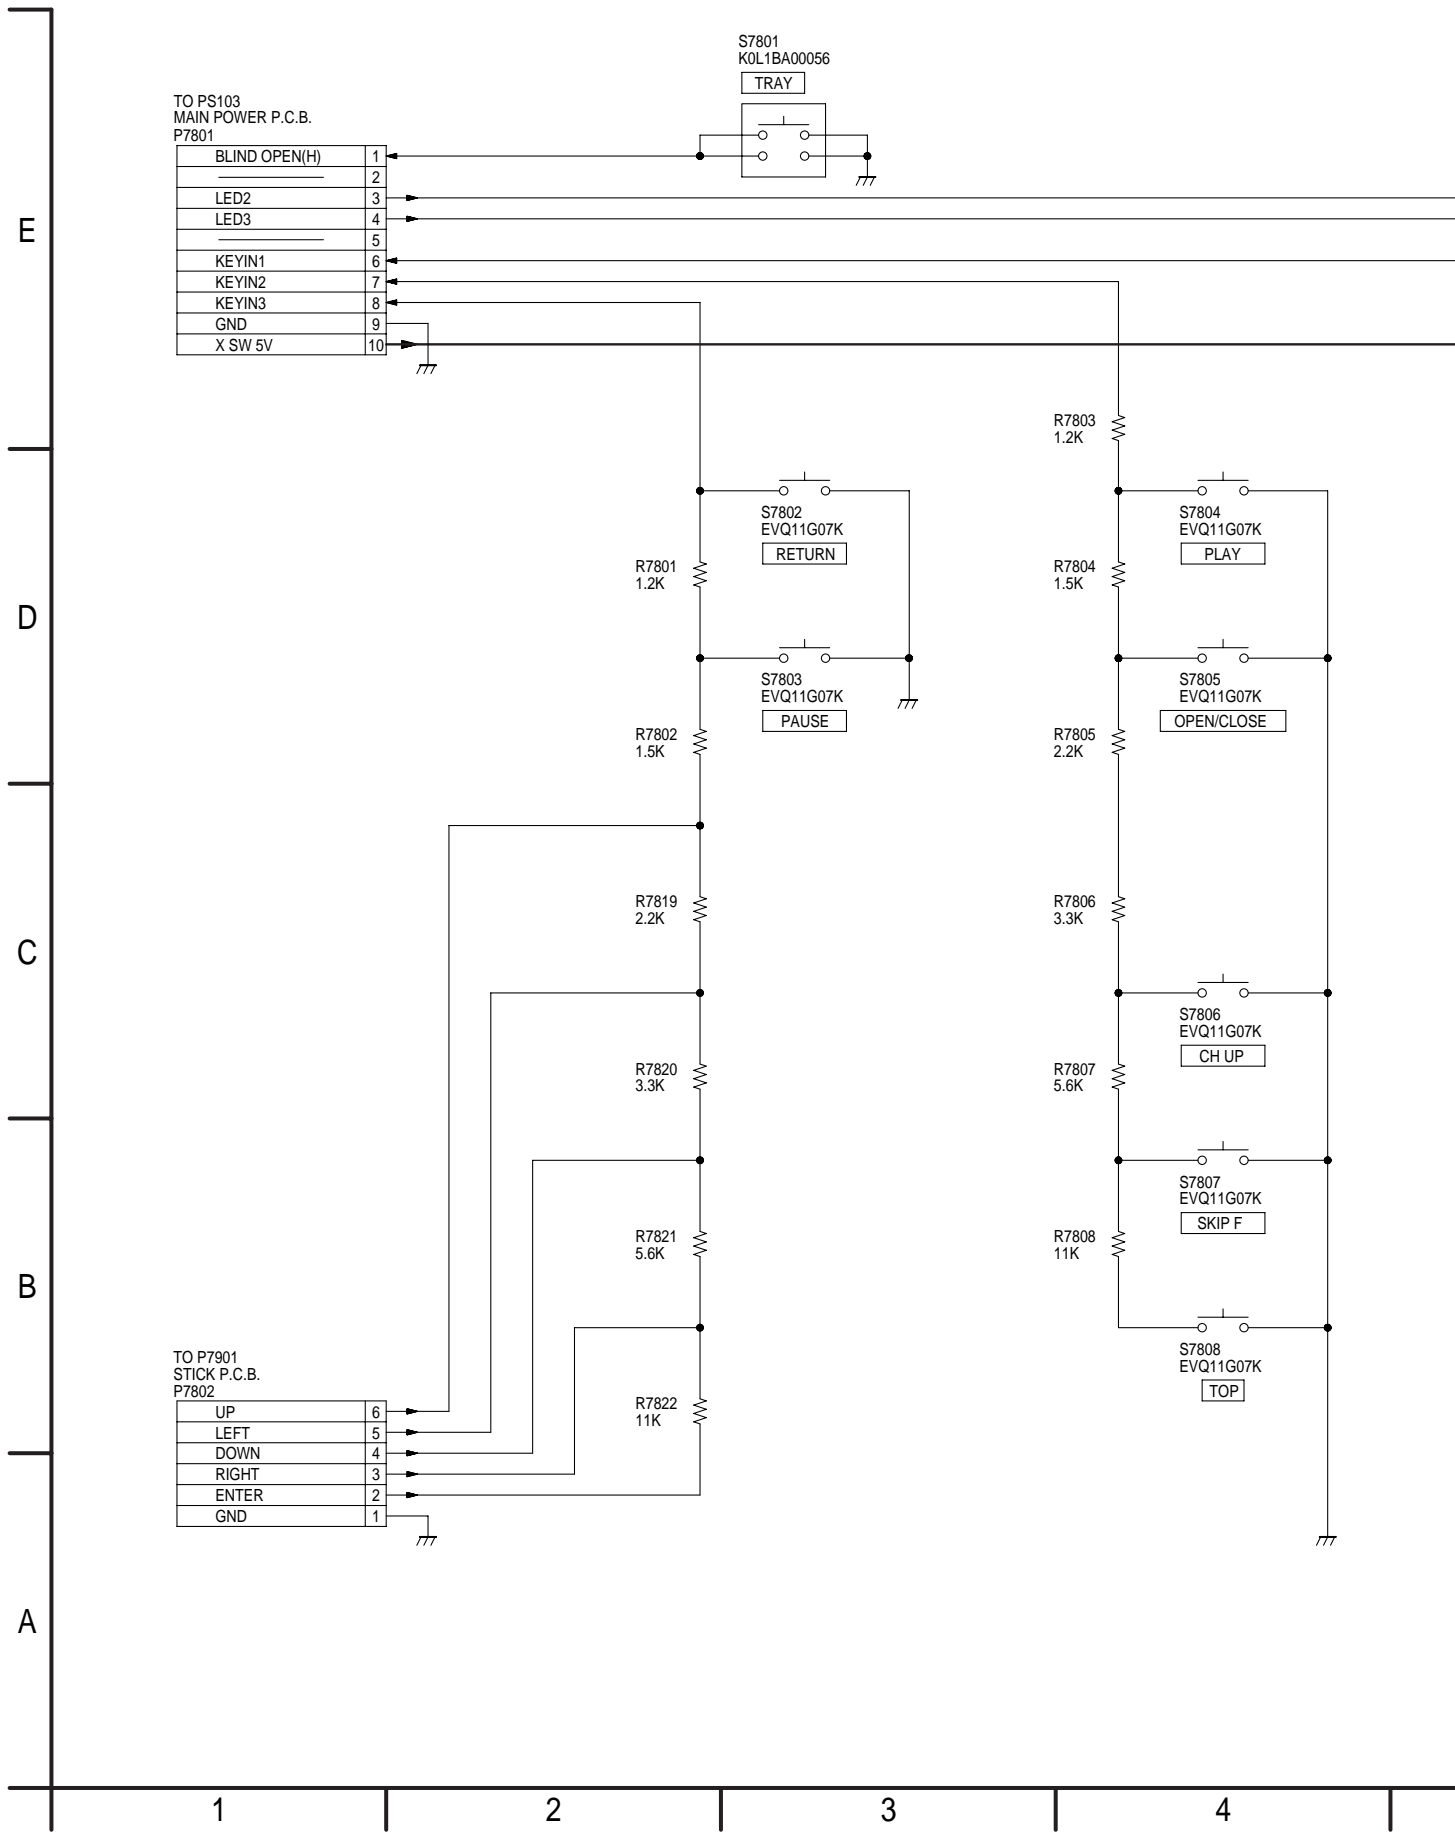 S7801
K0L1BA00056
TRAY
TO PS103
MAIN POWER P.C.B.
P7801
BLIND OPEN(H) 1
2
LED2 3
LED3 4
5
KEYIN1 6
KEYIN2 7
KEYIN3 8
GND 9
X SW 5V 10
E
R7803
1.2K
S7802
EVQ11G07K
RETURN
S7804
EVQ11G07K
PLAY
R7801
1.2K
R7804
1.5K
D
S7803
EVQ11G07K
PAUSE
S7805
EVQ11G07K
OPEN/CLOSE
R7802
1.5K
R7805
2.2K
R7819
2.2K
R7806
3.3K
C
S7806
EVQ11G07K
CH UP
R7820
3.3K
R7807
5.6K
S7807
EVQ11G07K
SKIP F
R7821
5.6K
R7808
11K
B
S7808
EVQ11G07K
TOP
TO P7901
STICK P.C.B.
P7802
UP 6
LEFT 5
DOWN 4
RIGHT 3
ENTER 2
GND 1
R7822
11K
A
1 2 3 4